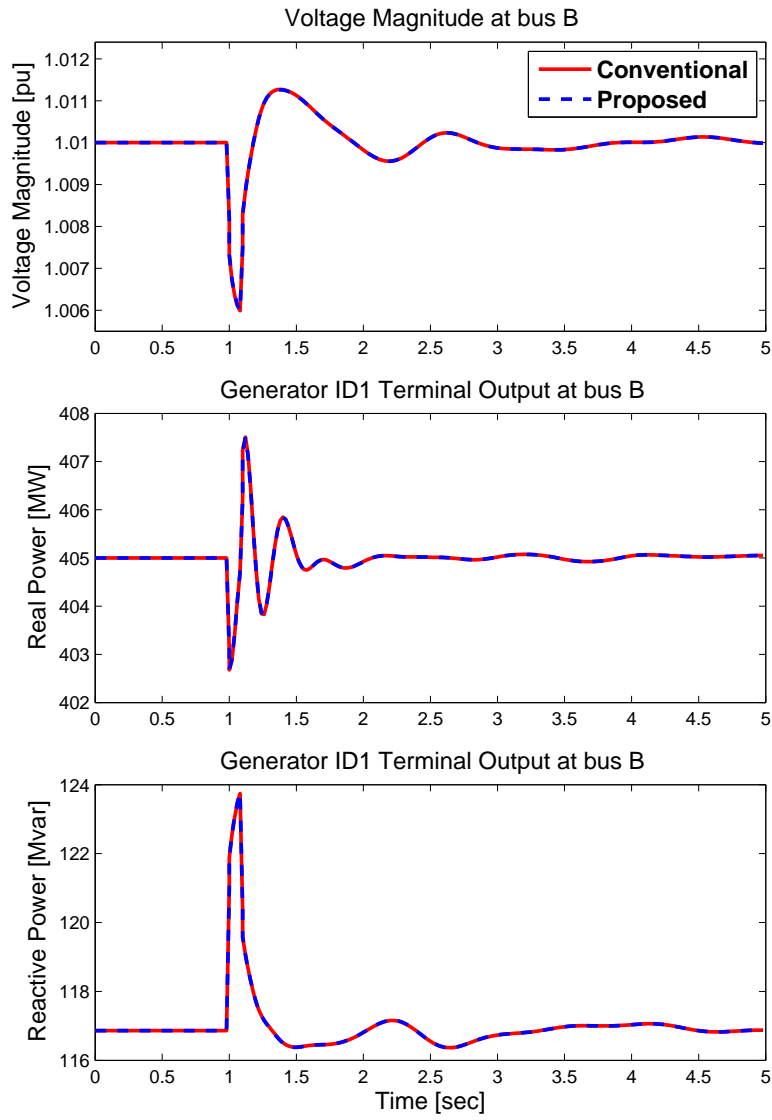 Voltage Magnitude at bus B
Voltage Magnitude [pu]
1.012
1.011
1.01
1.009
1.008
1.007
1.006
Conventional
Proposed
0 0.5 1 1.5 2 2.5 3 3.5 4 4.5 5
Generator ID1 Terminal Output at bus B
Real Power [MW]
408
407
406
405
404
403
402
0 0.5 1 1.5 2 2.5 3 3.5 4 4.5 5
Generator ID1 Terminal Output at bus B
Reactive Power [Mvar]
124
122
120
118
116
0 0.5 1 1.5 2 2.5 3 3.5 4 4.5 5
Time [sec]